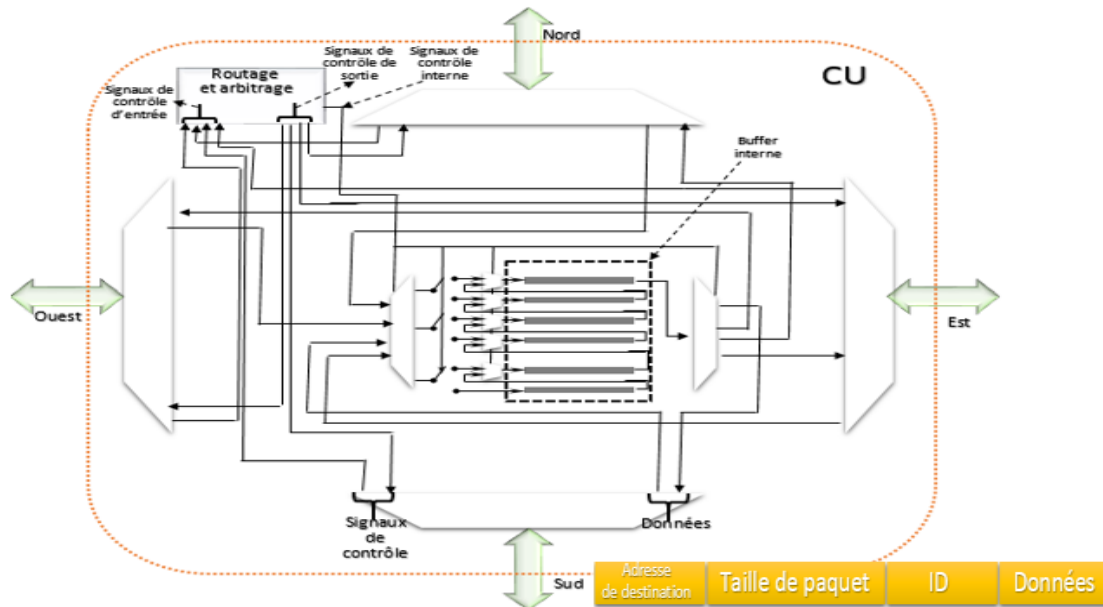 Nord
CU
Signaux de
contrôle de
sortie
Signaux de
contrôle
interne
Routage
et arbitrage
Signaux de
contrôle
d'entrée
Buffer
interne
Ouest
Est
Signaux
de
contrôle
Données
Sud
Adresse
de destination
Taille de paquet
ID
Données